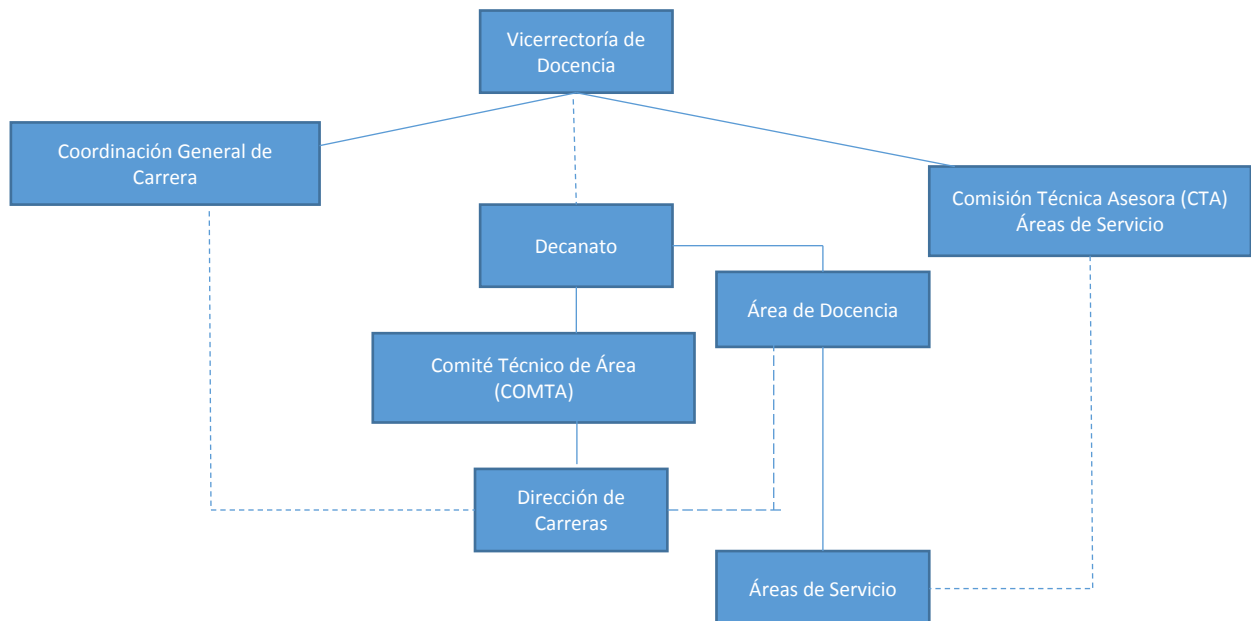 Vicerrectoría de
Docencia
Coordinación General de
Carrera
Comisión Técnica Asesora (CTA)
Áreas de Servicio
Decanato
Área de Docencia
Comité Técnico de Área
(COMTA)
Dirección de
Carreras
Áreas de Servicio